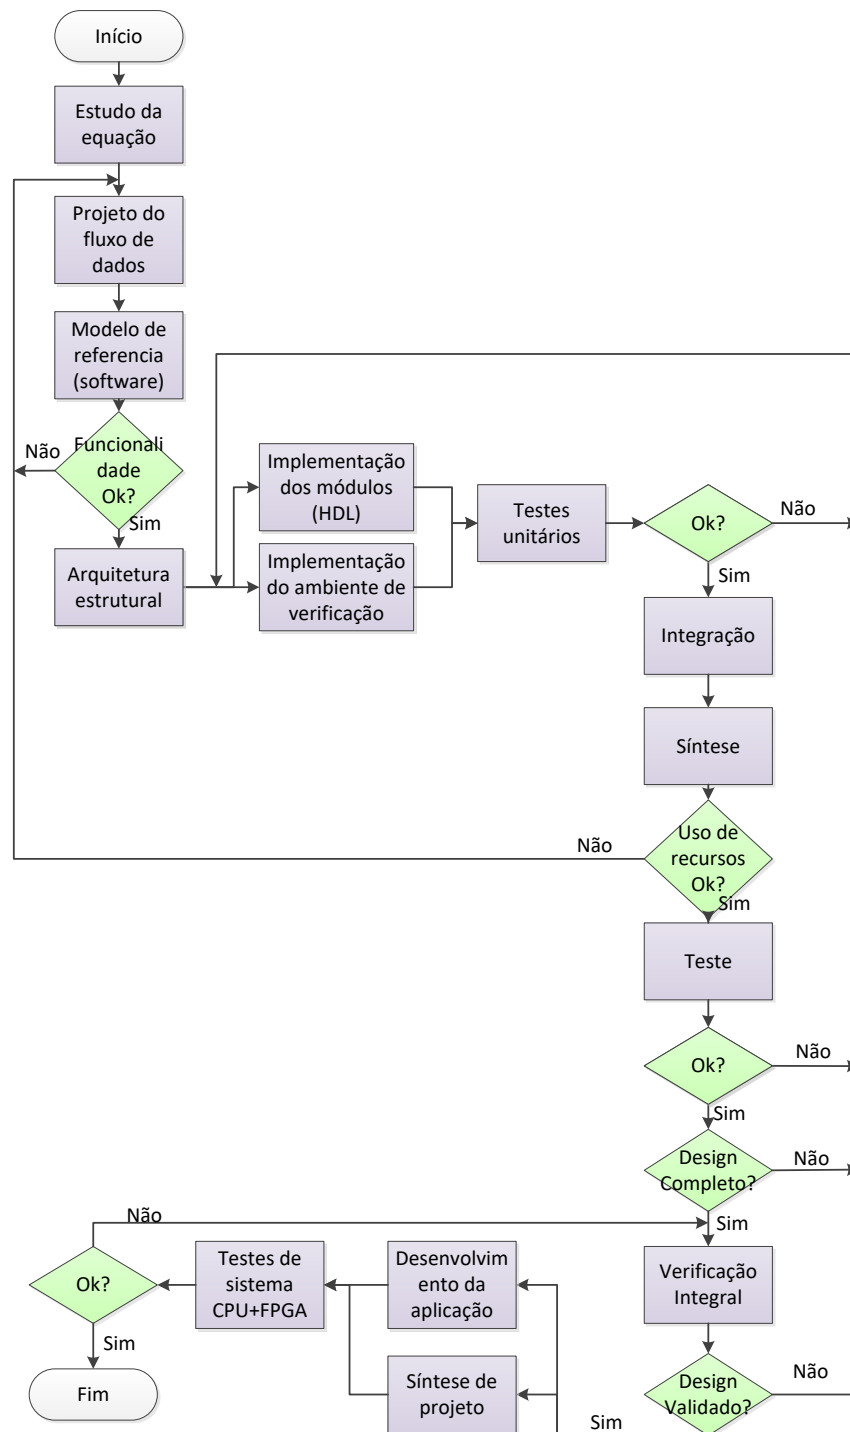 Início
Estudo da
equação
Projeto do
fluxo de
dados
Modelo de
referencia
(software)
Não
Funcionali
dade
Ok?
Sim
Arquitetura
estrutural
Implementação
dos módulos
(HDL)
Implementação
do ambiente de
verificação
Testes
unitários
Ok?
Não
Sim
Integração
Síntese
Não
Uso de
recursos
Ok?
Sim
Teste
Ok?
Não
Sim
Design
Completo?
Não
Sim
Verificação
Integral
Design
Validado?
Não
Sim
Desenvolvim
ento da
aplicação
Síntese de
projeto
Testes de
sistema
CPU+FPGA
Não
Ok?
Sim
Fim